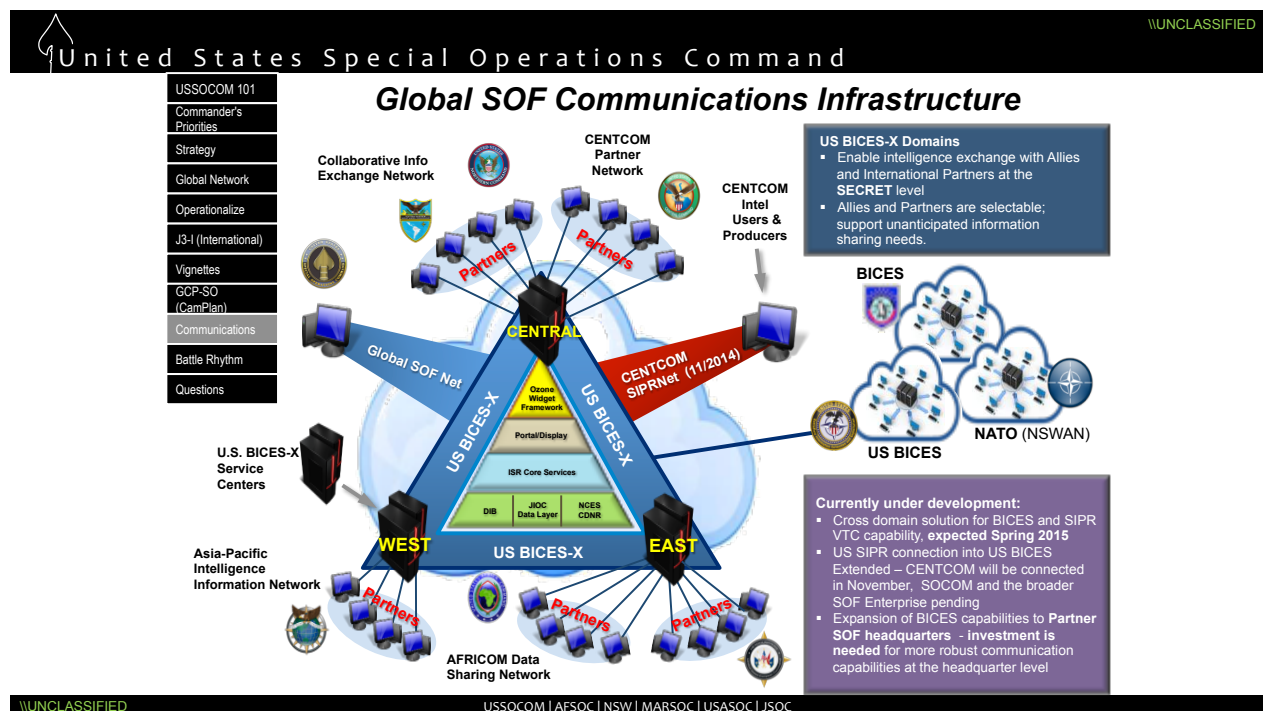 \\UNCLASSIFIED
United States Special Operations Command
USSOCOM 101
Commander's
Priorities
Strategy
Global Network
Operationalize
J3-I (International)
Vignettes
GCP-SO
(CamPlan)
Communications
Battle Rhythm
Questions
Global SOF Communications Infrastructure
Collaborative Info
Exchange Network
CENTCOM
Partner
Network
CENTCOM
Intel
Users &
Producers
Partners
Partners
CENTRAL
Global SOF Net
CENTCOM
SIPRNet (11/2014)
US BICES-X
US BICES-X
Ozone
Widget
Framework
Portal/Display
ISR Core Services
DIB
JIOC
Data Layer
NCES
CDNR
U.S. BICES-X
Service
Centers
WEST
US BICES-X
EAST
Asia-Pacific
Intelligence
Information Network
Partners
Partners
Partners
AFRICOM Data
Sharing Network
US BICES-X Domains
▪ Enable intelligence exchange with Allies
and International Partners at the
SECRET level
▪ Allies and Partners are selectable;
support unanticipated information
sharing needs.
BICES
NATO (NSWAN)
US BICES
Currently under development:
▪ Cross domain solution for BICES and SIPR
VTC capability, expected Spring 2015
▪ US SIPR connection into US BICES
Extended – CENTCOM will be connected
in November, SOCOM and the broader
SOF Enterprise pending
▪ Expansion of BICES capabilities to Partner
SOF headquarters - investment is
needed for more robust communication
capabilities at the headquarter level
\\UNCLASSIFIED
USSOCOM | AFSOC | NSW | MARSOC | USASOC | JSOC